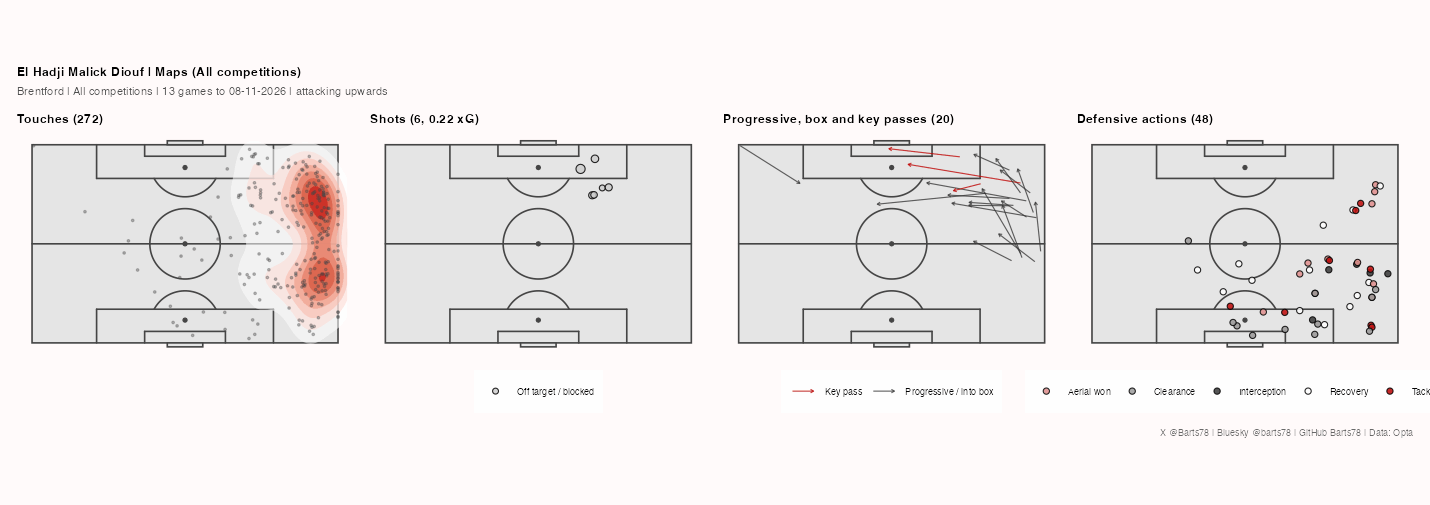 El Hadji Malick Diouf | Maps (All competitions)
Brentford | All competitions | 13 games to 08-11-2026 | attacking upwards
Touches (272)
Shots (6, 0.22 xG)
Progressive, box and key passes (20)
Defensive actions (48)
Off target / blocked
Key pass
Progressive / into box
Aerial won
Clearance
Interception
Recovery
Tack
X @Barts78 | Bluesky @barts78 | GitHub Barts78 | Data: Opta